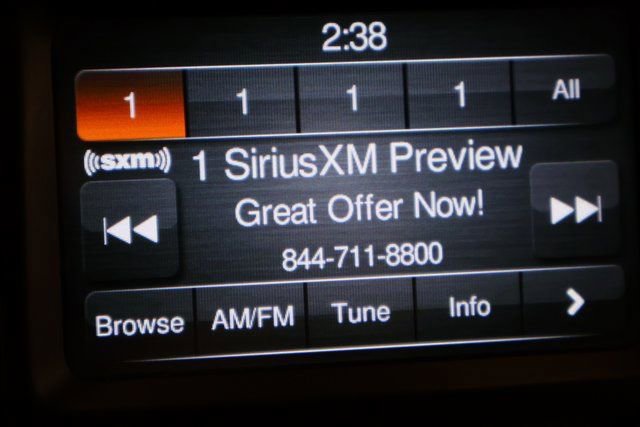 2:38
1 1 1 1 All
sxm 1 SiriusXM Preview
Great Offer Now!
844-711-8800
Browse AM/FM Tune Info